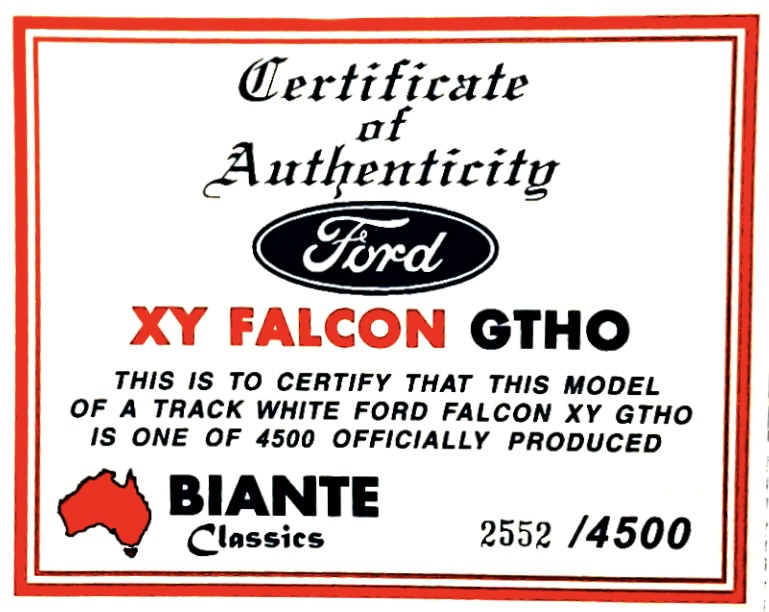 Certificate
of
Authenticity
Ford
XY FALCON GTHO
THIS IS TO CERTIFY THAT THIS MODEL
OF A TRACK WHITE FORD FALCON XY GTHO
IS ONE OF 4500 OFFICIALLY PRODUCED
BIANTE
Classics
2552 /4500